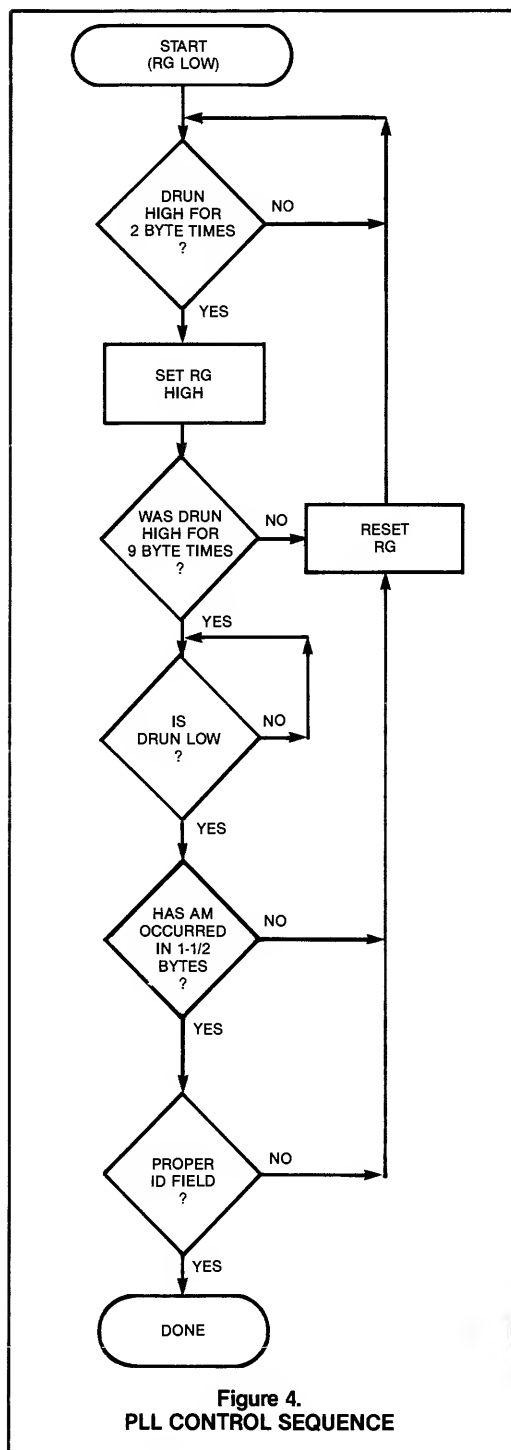 START
(RG LOW)
DRUN
HIGH FOR
2 BYTE TIMES
?
NO
YES
SET RG
HIGH
WAS DRUN
HIGH FOR
9 BYTE TIMES
?
NO
RESET
RG
YES
IS
DRUN LOW
?
NO
YES
HAS AM
OCCURRED
IN 1-1/2
BYTES
?
NO
YES
PROPER
ID FIELD
?
NO
YES
DONE
Figure 4.
PLL CONTROL SEQUENCE